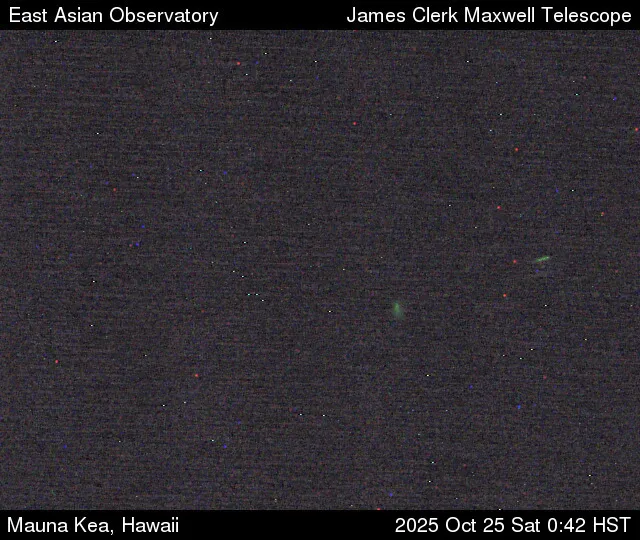 East Asian Observatory
James Clerk Maxwell Telescope
Mauna Kea, Hawaii
2025 Oct 25 Sat 0:42 HST